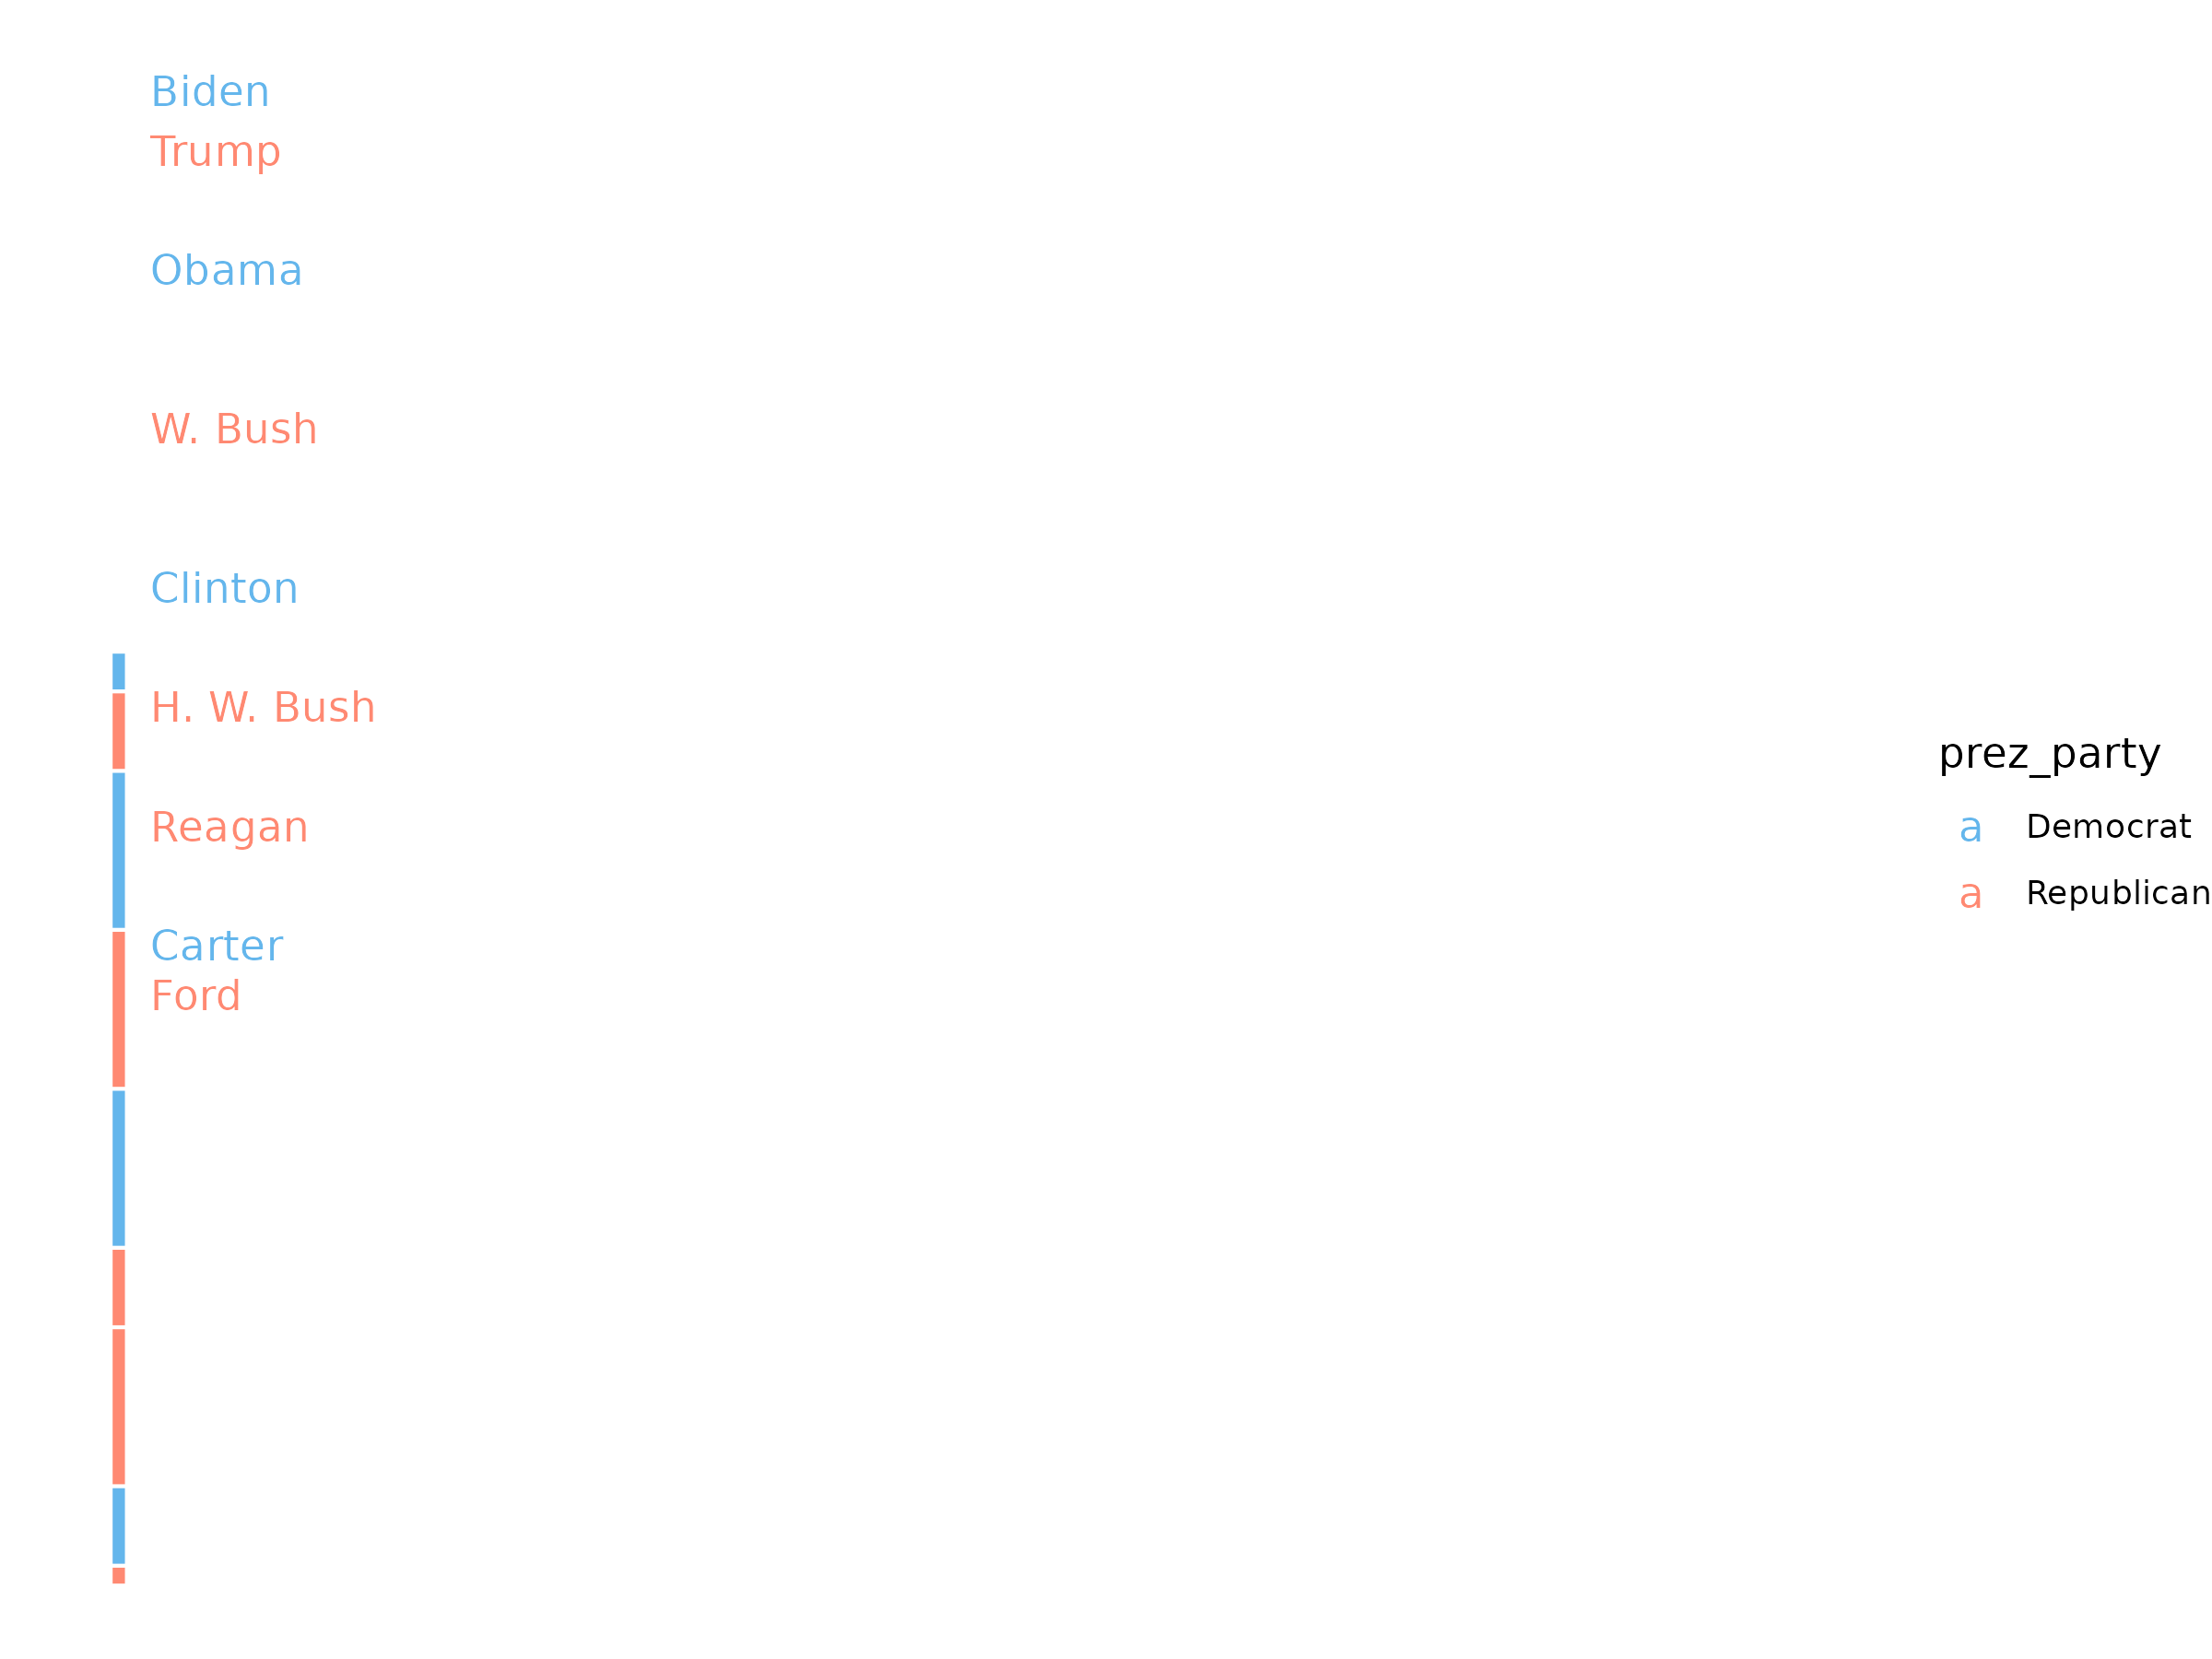 Biden
Trump
Obama
W. Bush
Clinton
H. W. Bush
Reagan
Carter
Ford
prez_party
a Democrat
a Republican